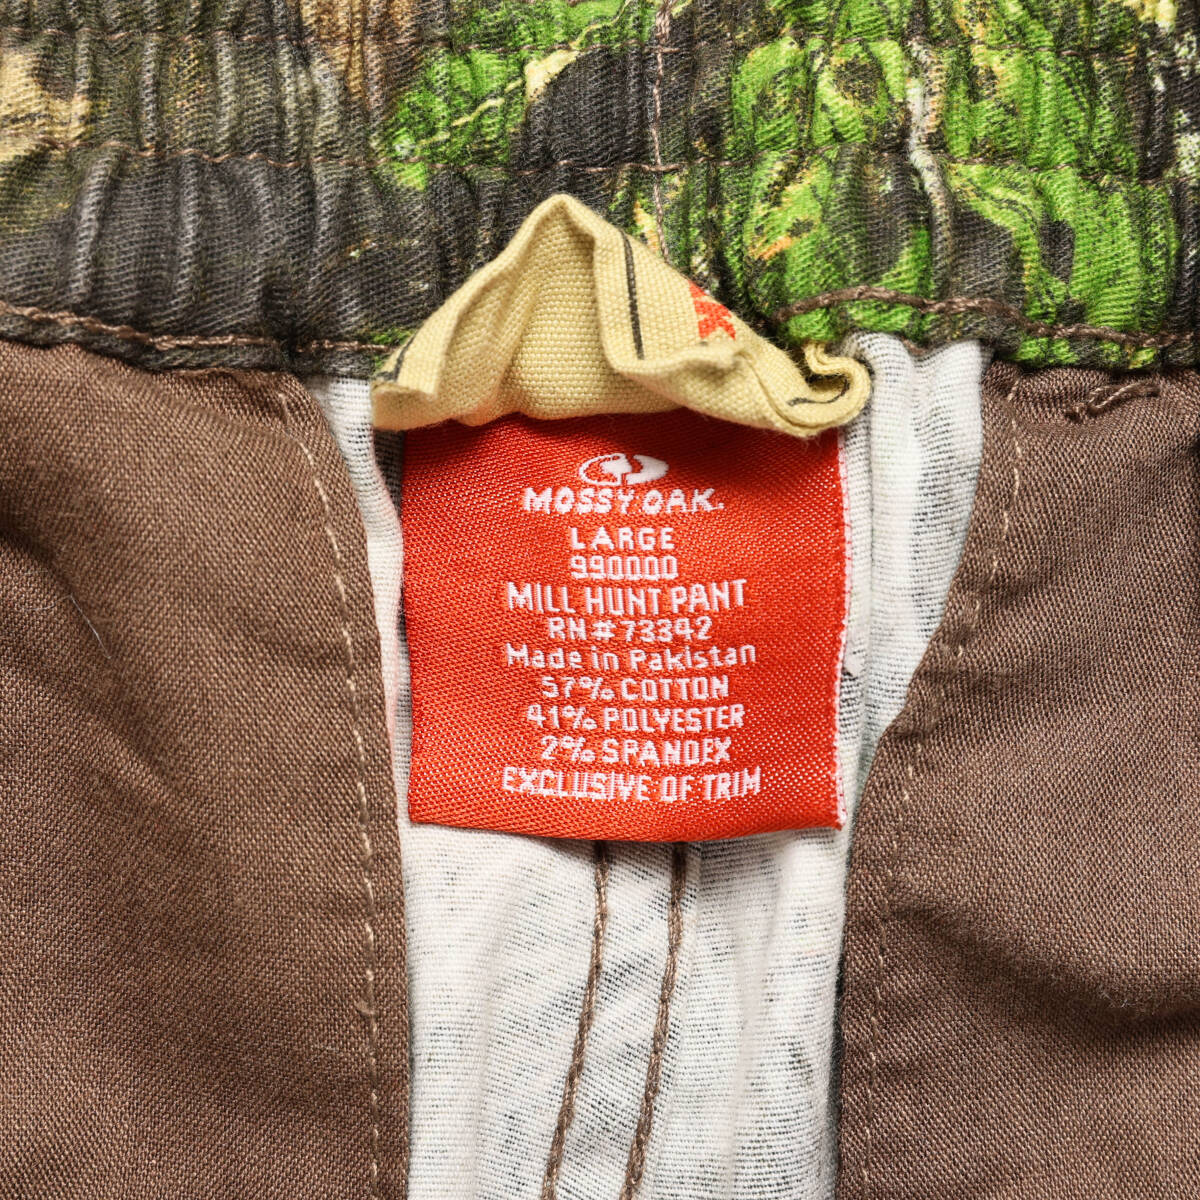 MOSSY OAK.
LARGE
990000
MILL HUNT PANT
RN#73342
Made in Pakistan
57% COTTON
41% POLYESTER
2% SPANDEX
EXCLUSIVE OF TRIM